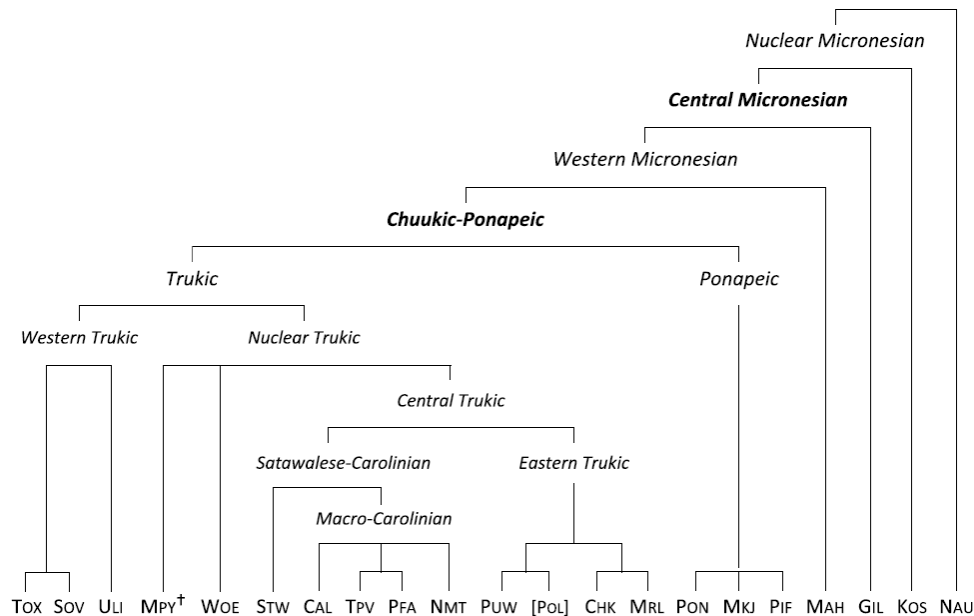 Nuclear Micronesian
Central Micronesian
Western Micronesian
Chuukic-Ponapeic
Trukic Ponapeic
Western Trukic Nuclear Trukic
Central Trukic
Satawalese-Carolinian Eastern Trukic
Macro-Carolinian
TOX SOV ULI MPY† WOE STW CAL TPV PFA NMT PUW [POL] CHK MRL PON MKJ PIF MAH GIL KOS NAU